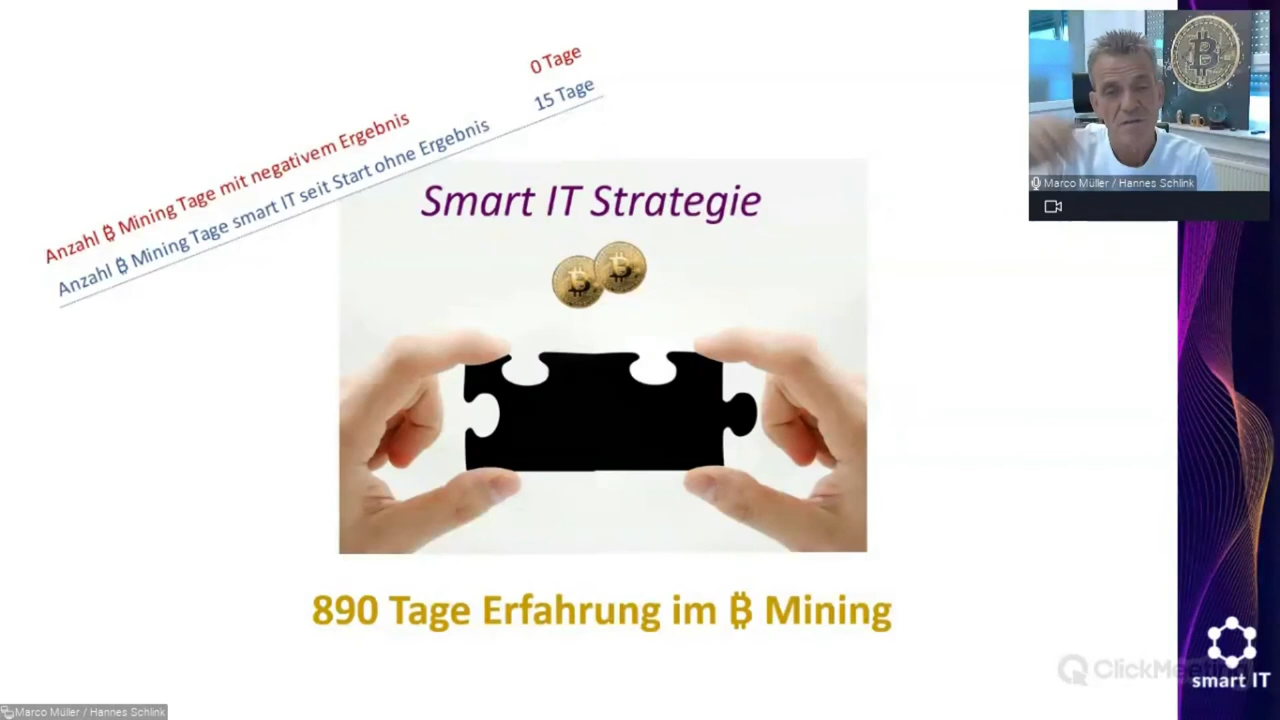 0 Tage
Anzahl ₿ Mining Tage mit negativem Ergebnis
15 Tage
Anzahl ₿ Mining Tage smart IT seit Start ohne Ergebnis
Smart IT Strategie
890 Tage Erfahrung im ₿ Mining
Marco Müller / Hannes Schlink
ClickMeeting
smart IT
Marco Müller / Hannes Schlink